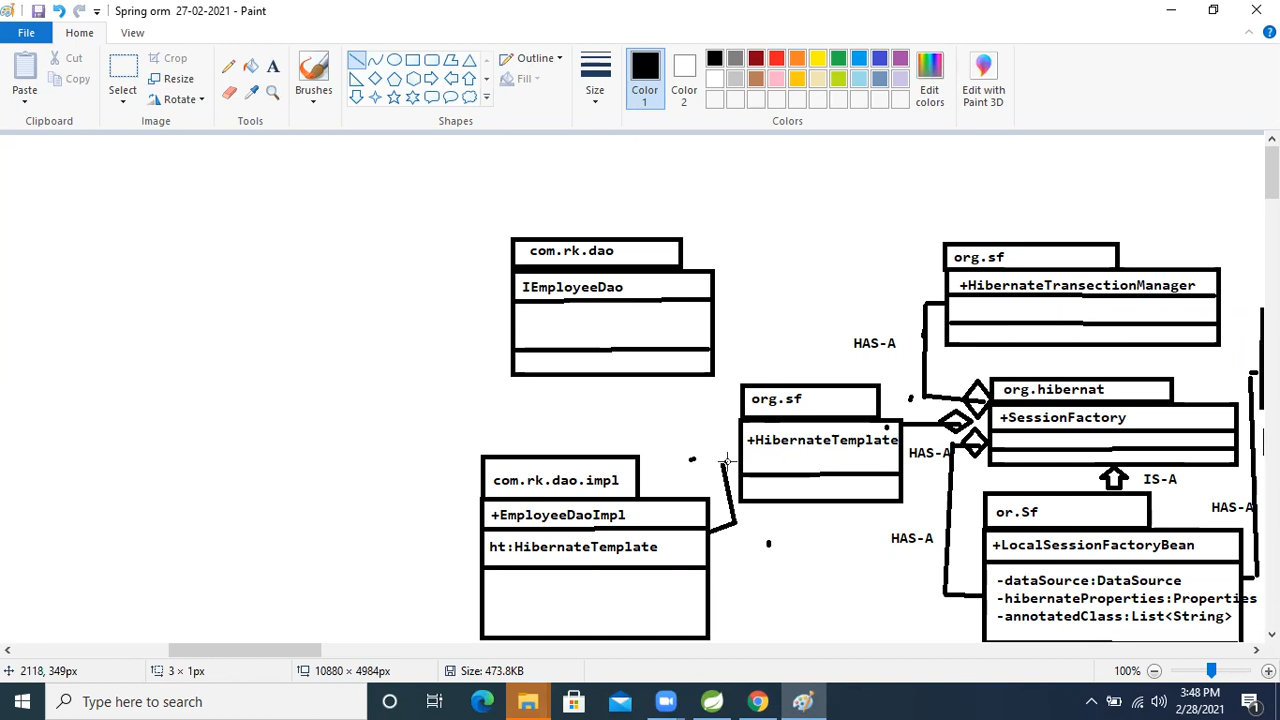 Spring orm 27-02-2021 - Paint
File
Home
View
Paste
Cut
Copy
Clipboard
Select
Crop
Resize
Rotate
Image
Tools
Brushes
Outline
Fill
Shapes
Size
Color 1
Color 2
Edit colors
Colors
Edit with Paint 3D
com.rk.dao
IEmployeeDao
org.sf
+HibernateTransectionManager
HAS-A
org.sf
+HibernateTemplate
org.hibernat
+SessionFactory
HAS-A
IS-A
HAS-A
HAS-A
com.rk.dao.impl
+EmployeeDaoImpl
ht:HibernateTemplate
or.Sf
+LocalSessionFactoryBean
-dataSource:DataSource
-hibernateProperties:Properties
-annotatedClass:List<String>
2118, 349px
3 × 1px
10880 × 4984px
Size: 473.8KB
100%
Type here to search
3:48 PM
2/28/2021
1